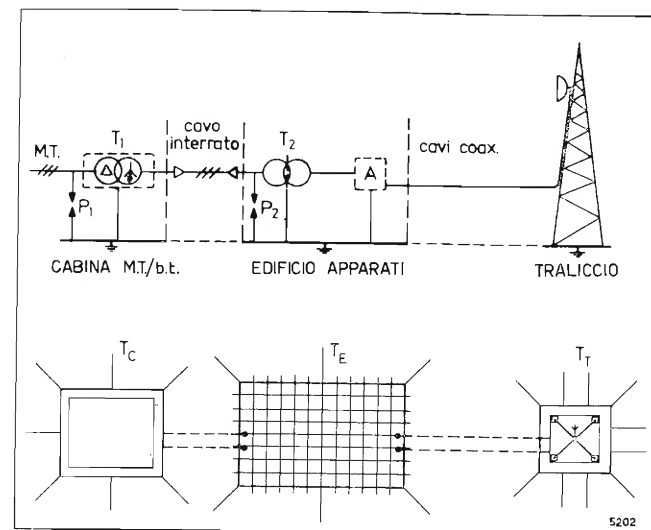 T1
cavo
interrato
T2
M.T.
A
cavi coax.
P1
P2
CABINA M.T./b.t.
EDIFICIO APPARATI
TRALICCIO
TC
TE
TT
5202